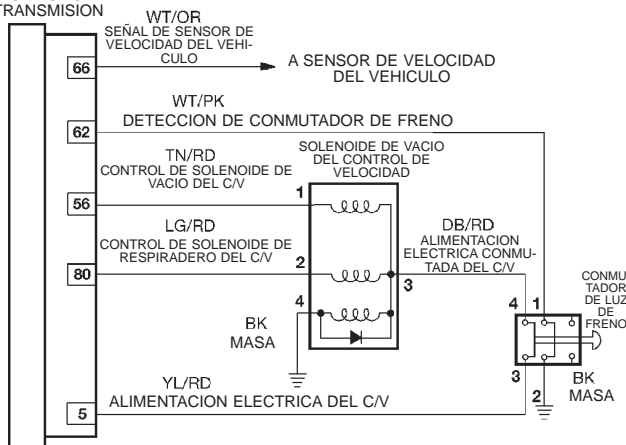 TRANSMISION
WT/OR
SEÑAL DE SENSOR DE
VELOCIDAD DEL VEHI-
CULO
66
A SENSOR DE VELOCIDAD
DEL VEHICULO
WT/PK
62
DETECCION DE CONMUTADOR DE FRENO
TN/RD
CONTROL DE SOLENOIDE DE
VACIO DEL C/V
56
SOLENOIDE DE VACIO
DEL CONTROL DE
VELOCIDAD
1
LG/RD
CONTROL DE SOLENOIDE DE
RESPIRADERO DEL C/V
80
2
3
4
DB/RD
ALIMENTACION
ELECTRICA CONMU-
TADA DEL C/V
BK
MASA
CONMU
TADOR
DE LUZ
DE
FRENO
4 1
3
2
BK
MASA
YL/RD
5
ALIMENTACION ELECTRICA DEL C/V